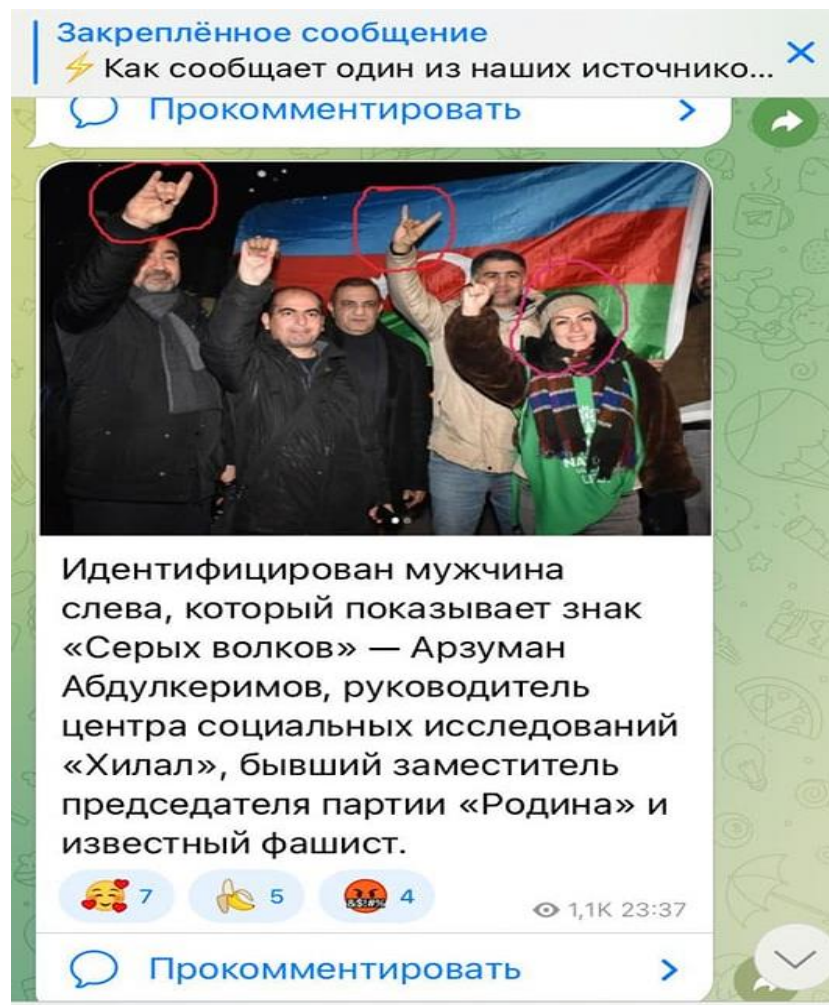 Закреплённое сообщение
⚡ Как сообщает один из наших источнико...
Прокомментировать
NA
Идентифицирован мужчина
слева, который показывает знак
«Серых волков» — Арзуман
Абдулкеримов, руководитель
центра социальных исследований
«Хилал», бывший заместитель
председателя партии «Родина» и
известный фашист.
🥰 7 🍌 5 🤬 4
1,1K 23:37
Прокомментировать